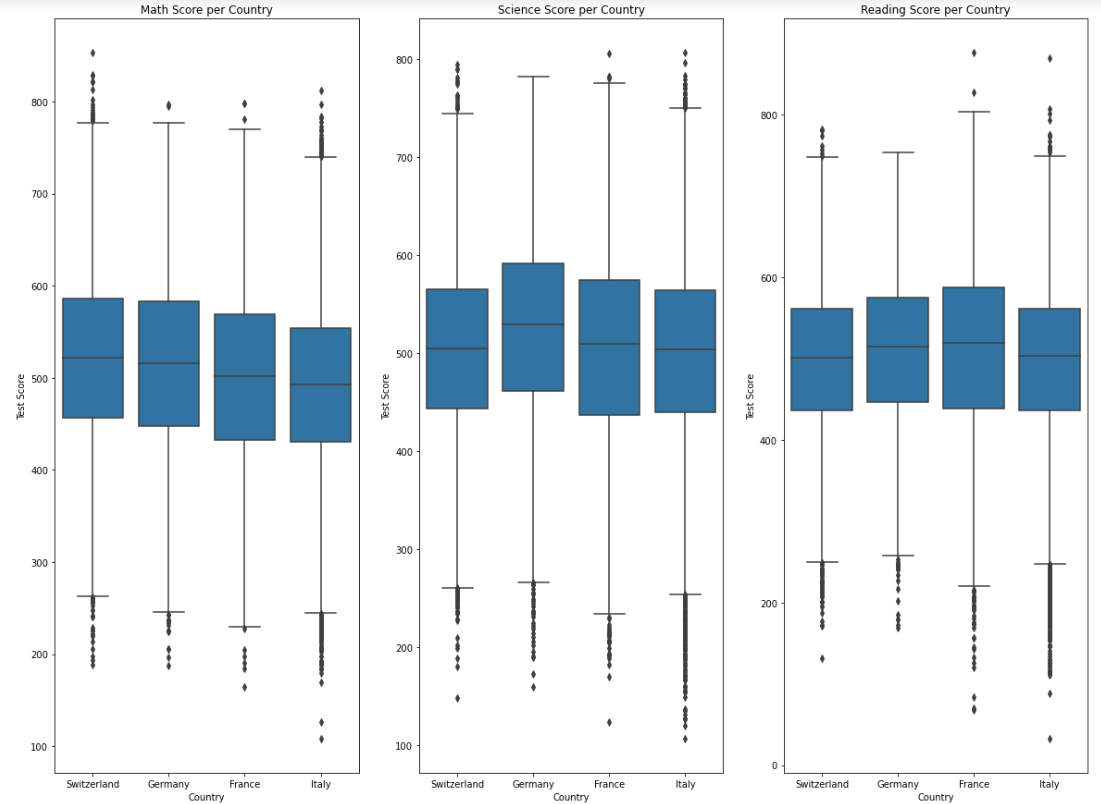 Math Score per Country
800
700
600
500
400
300
200
100
Test Score
Switzerland Germany France Italy
Country
Science Score per Country
800
700
600
500
400
300
200
100
Test Score
Switzerland Germany France Italy
Country
Reading Score per Country
800
600
400
200
0
Test Score
Switzerland Germany France Italy
Country